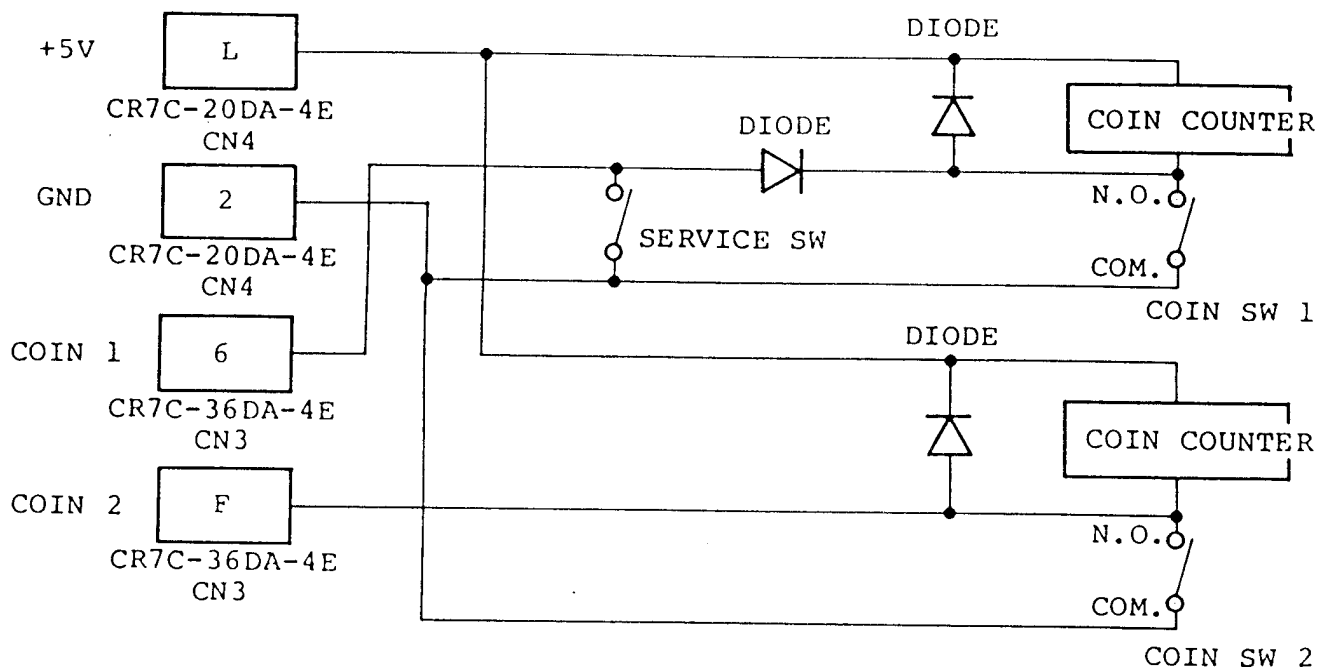 +5V
L
CR7C-20DA-4E
CN4
GND
2
CR7C-20DA-4E
CN4
COIN 1
6
CR7C-36DA-4E
CN3
COIN 2
F
CR7C-36DA-4E
CN3
DIODE
DIODE
COIN COUNTER
N.O.
SERVICE SW
COM.
COIN SW 1
DIODE
COIN COUNTER
N.O.
COM.
COIN SW 2